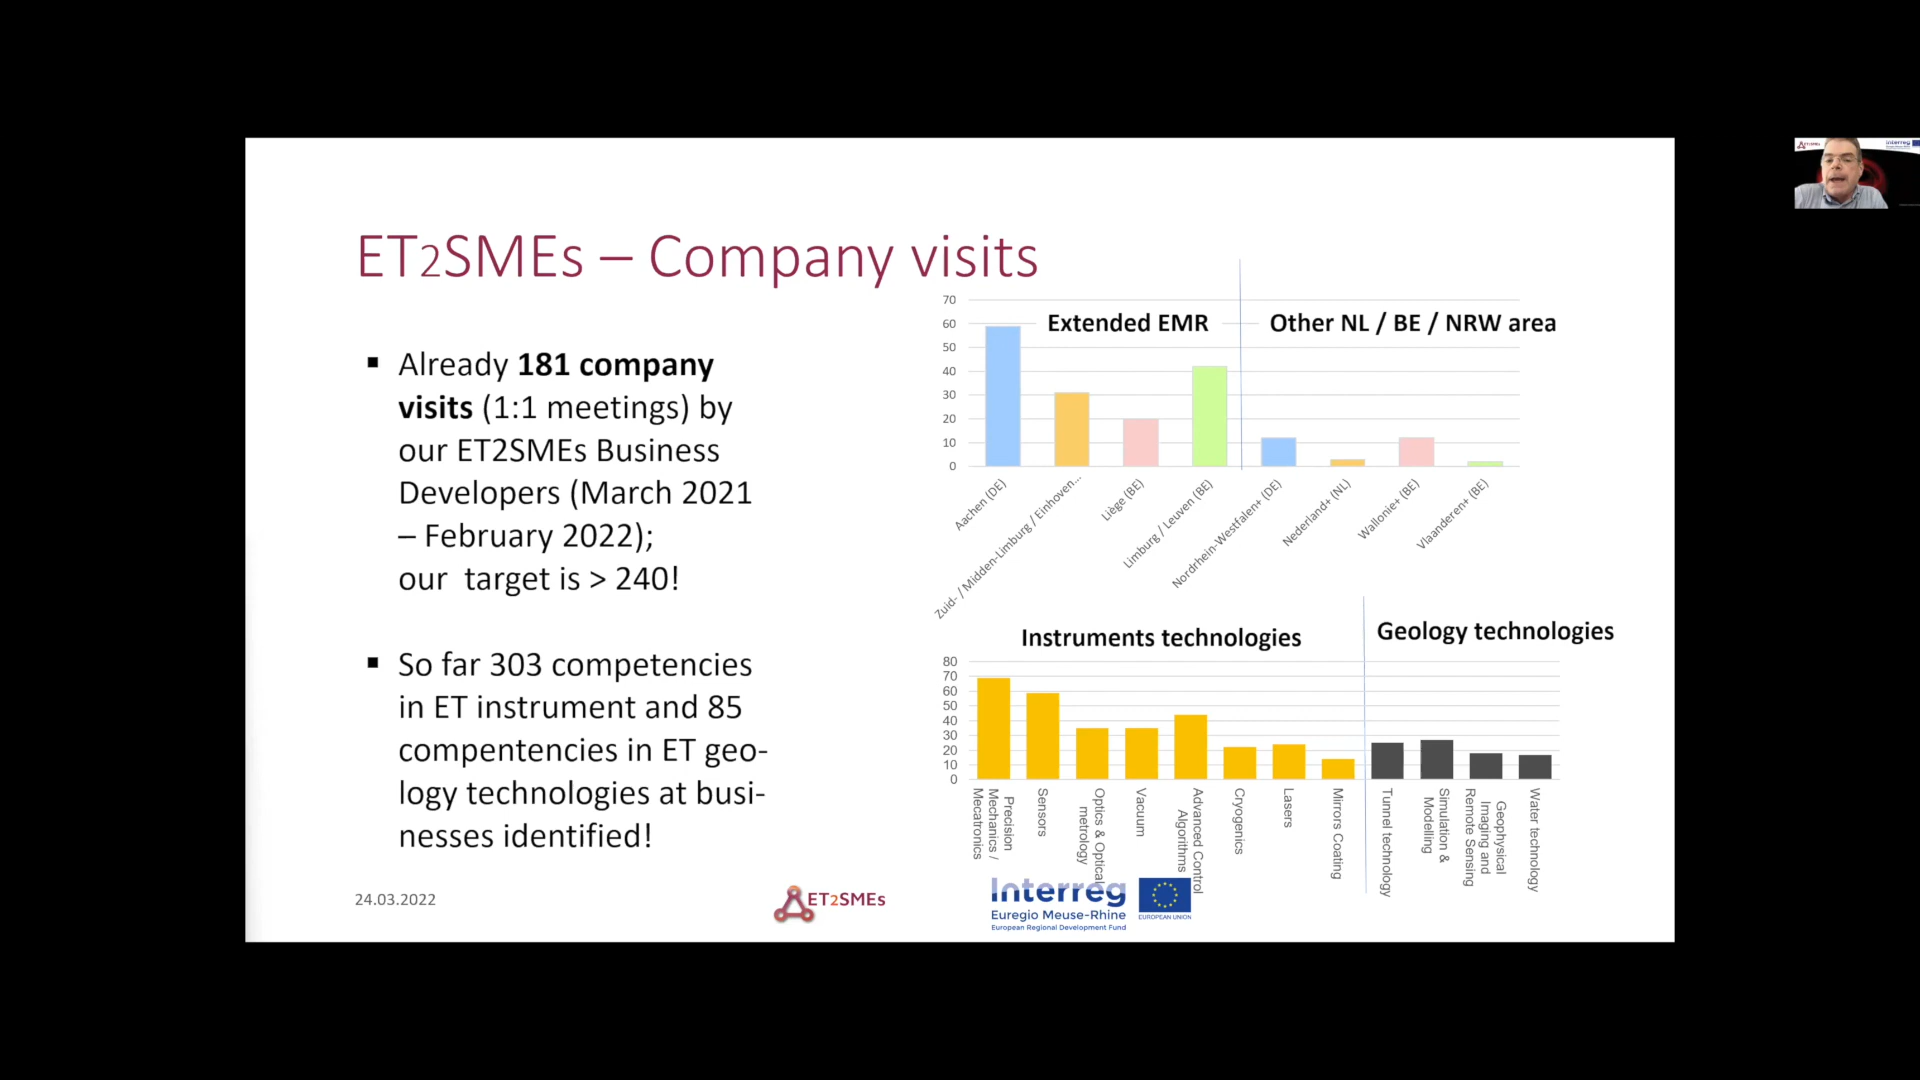 ET2SMEs – Company visits
▪ Already 181 company
visits (1:1 meetings) by
our ET2SMEs Business
Developers (March 2021
– February 2022);
our target is > 240!
▪ So far 303 competencies
in ET instrument and 85
compentencies in ET geo-
logy technologies at busi-
nesses identified!
Extended EMR
Other NL / BE / NRW area
70
60
50
40
30
20
10
0
Aachen (DE)
Zuid- / Midden-Limburg / Einhoven...
Liège (BE)
Limburg / Leuven (BE)
Nordrhein-Westfalen+ (DE)
Nederland+ (NL)
Wallonie+ (BE)
Vlaanderen+ (BE)
Instruments technologies
Geology technologies
80
70
60
50
40
30
20
10
0
Precision
Mechanics /
Mecatronics
Sensors
Optics & Optical
metrology
Vacuum
Advanced Control
Algorithms
Cryogenics
Lasers
Mirrors Coating
Tunnel technology
Simulation &
Modelling
Geophysical
Imaging and
Remote Sensing
Water technology
24.03.2022
ET2SMEs
Interreg
Euregio Meuse-Rhine
European Regional Development Fund
EUROPEAN UNION